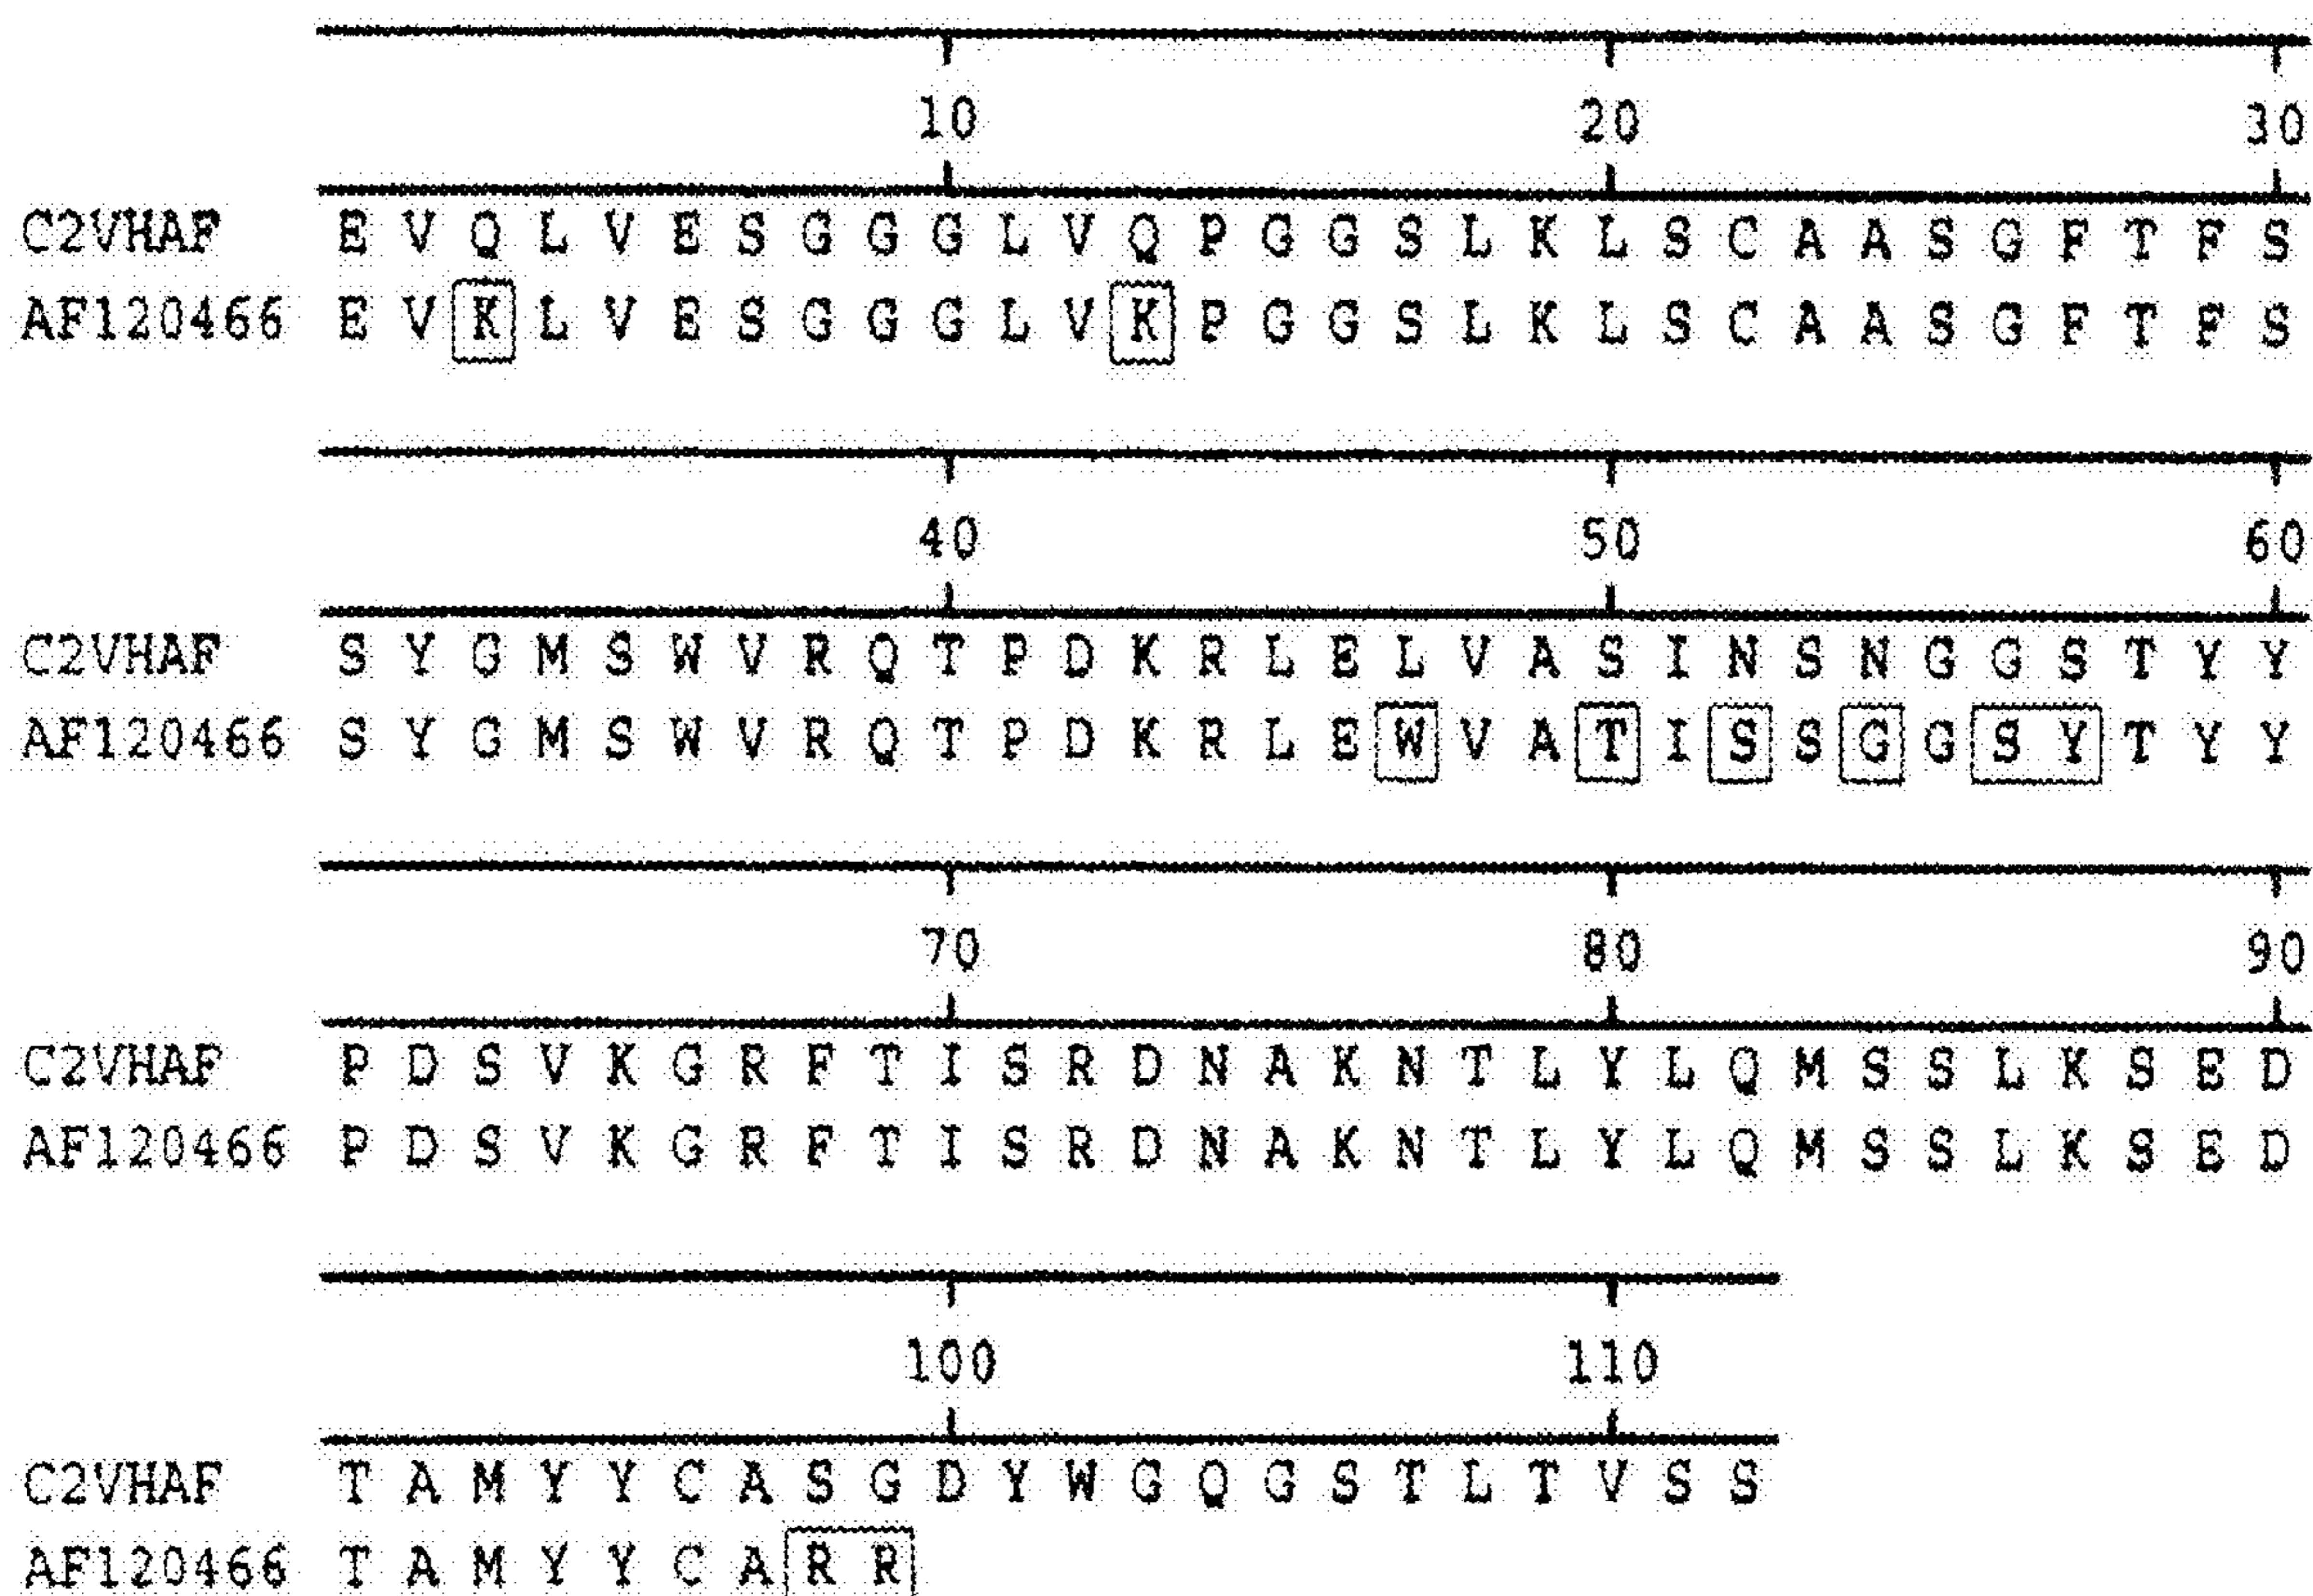 10 20 30
C2VHAF E V Q L V E S G G G L V Q P G G S L K L S C A A S G F T F S
AF120466 E V K L V E S G G G L V K P G G S L K L S C A A S G F T F S
40 50 60
C2VHAF S Y G M S W V R Q T P D K R L E L V A S I N S N G G S T Y Y
AF120466 S Y G M S W V R Q T P D K R L E W V A T I S S G G S Y T Y Y
70 80 90
C2VHAF P D S V K G R F T I S R D N A K N T L Y L Q M S S L K S E D
AF120466 P D S V K G R F T I S R D N A K N T L Y L Q M S S L K S E D
100 110
C2VHAF T A M Y Y C A S G D Y W G Q G S T L T V S S
AF120466 T A M Y Y C A R R